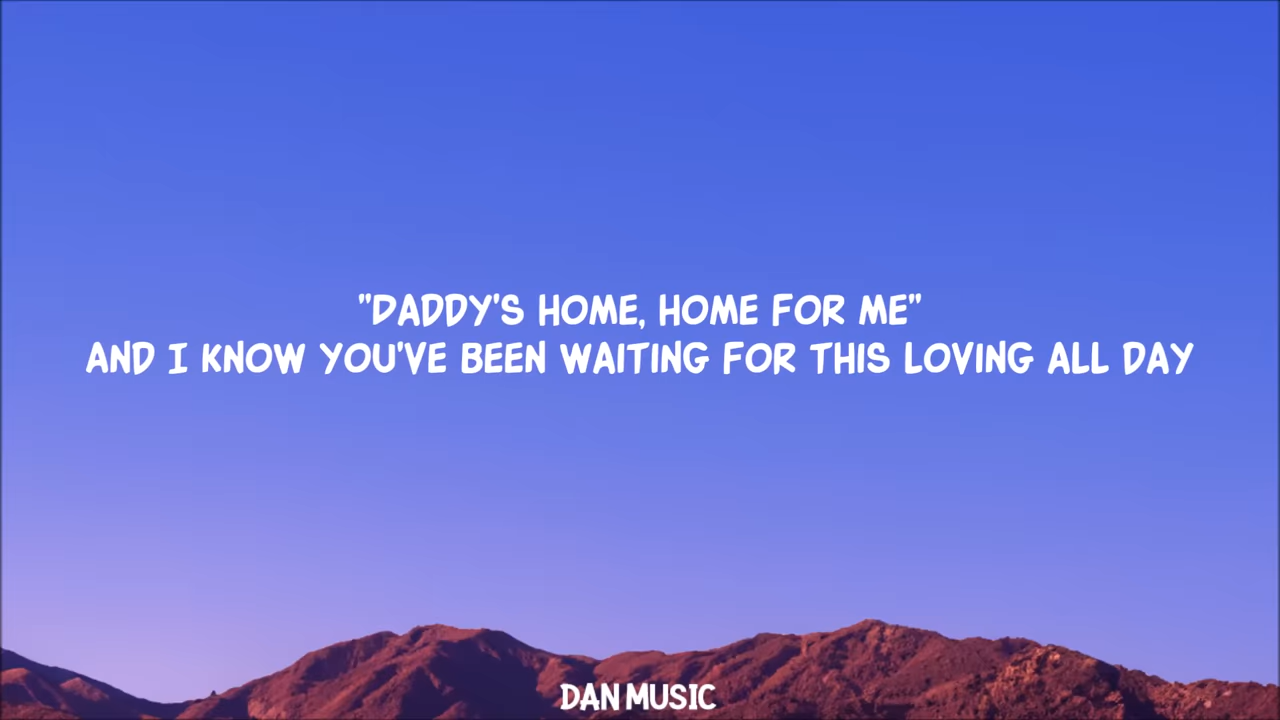 "DADDY'S HOME, HOME FOR ME"
AND I KNOW YOU'VE BEEN WAITING FOR THIS LOVING ALL DAY
DAN MUSIC